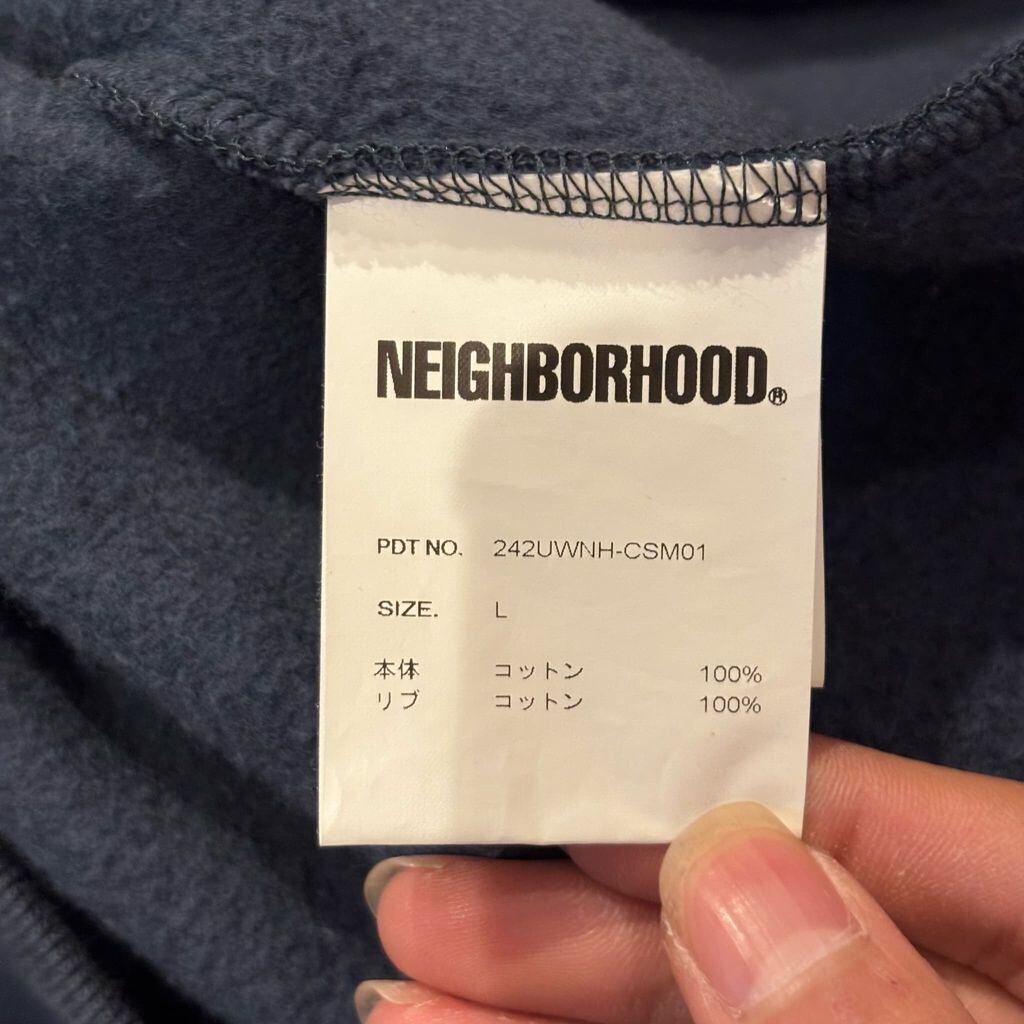 NEIGHBORHOOD®
PDT NO. 242UWNH-CSM01
SIZE. L
本体 コットン 100%
リブ コットン 100%